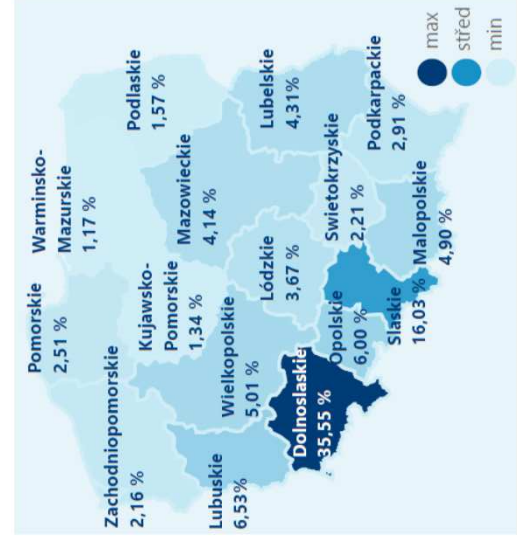 Pomorskie
2,51 %
Warminsko-
Mazurskie
1,17 %
Podlaskie
1,57 %
Zachodniopomorskie
2,16 %
Kujawsko-
Pomorskie
1,34 %
Mazowieckie
4,14 %
Lubuskie
6,53%
Wielkopolskie
5,01 %
Lódzkie
3,67 %
Lubelskie
4,31%
Dolnoslaskie
35,55 %
Opolskie
6,00 %
Slaskie
16,03 %
Swietokrzyskie
2,21 %
Malopolskie
4,90 %
Podkarpackie
2,91 %
max
střed
min